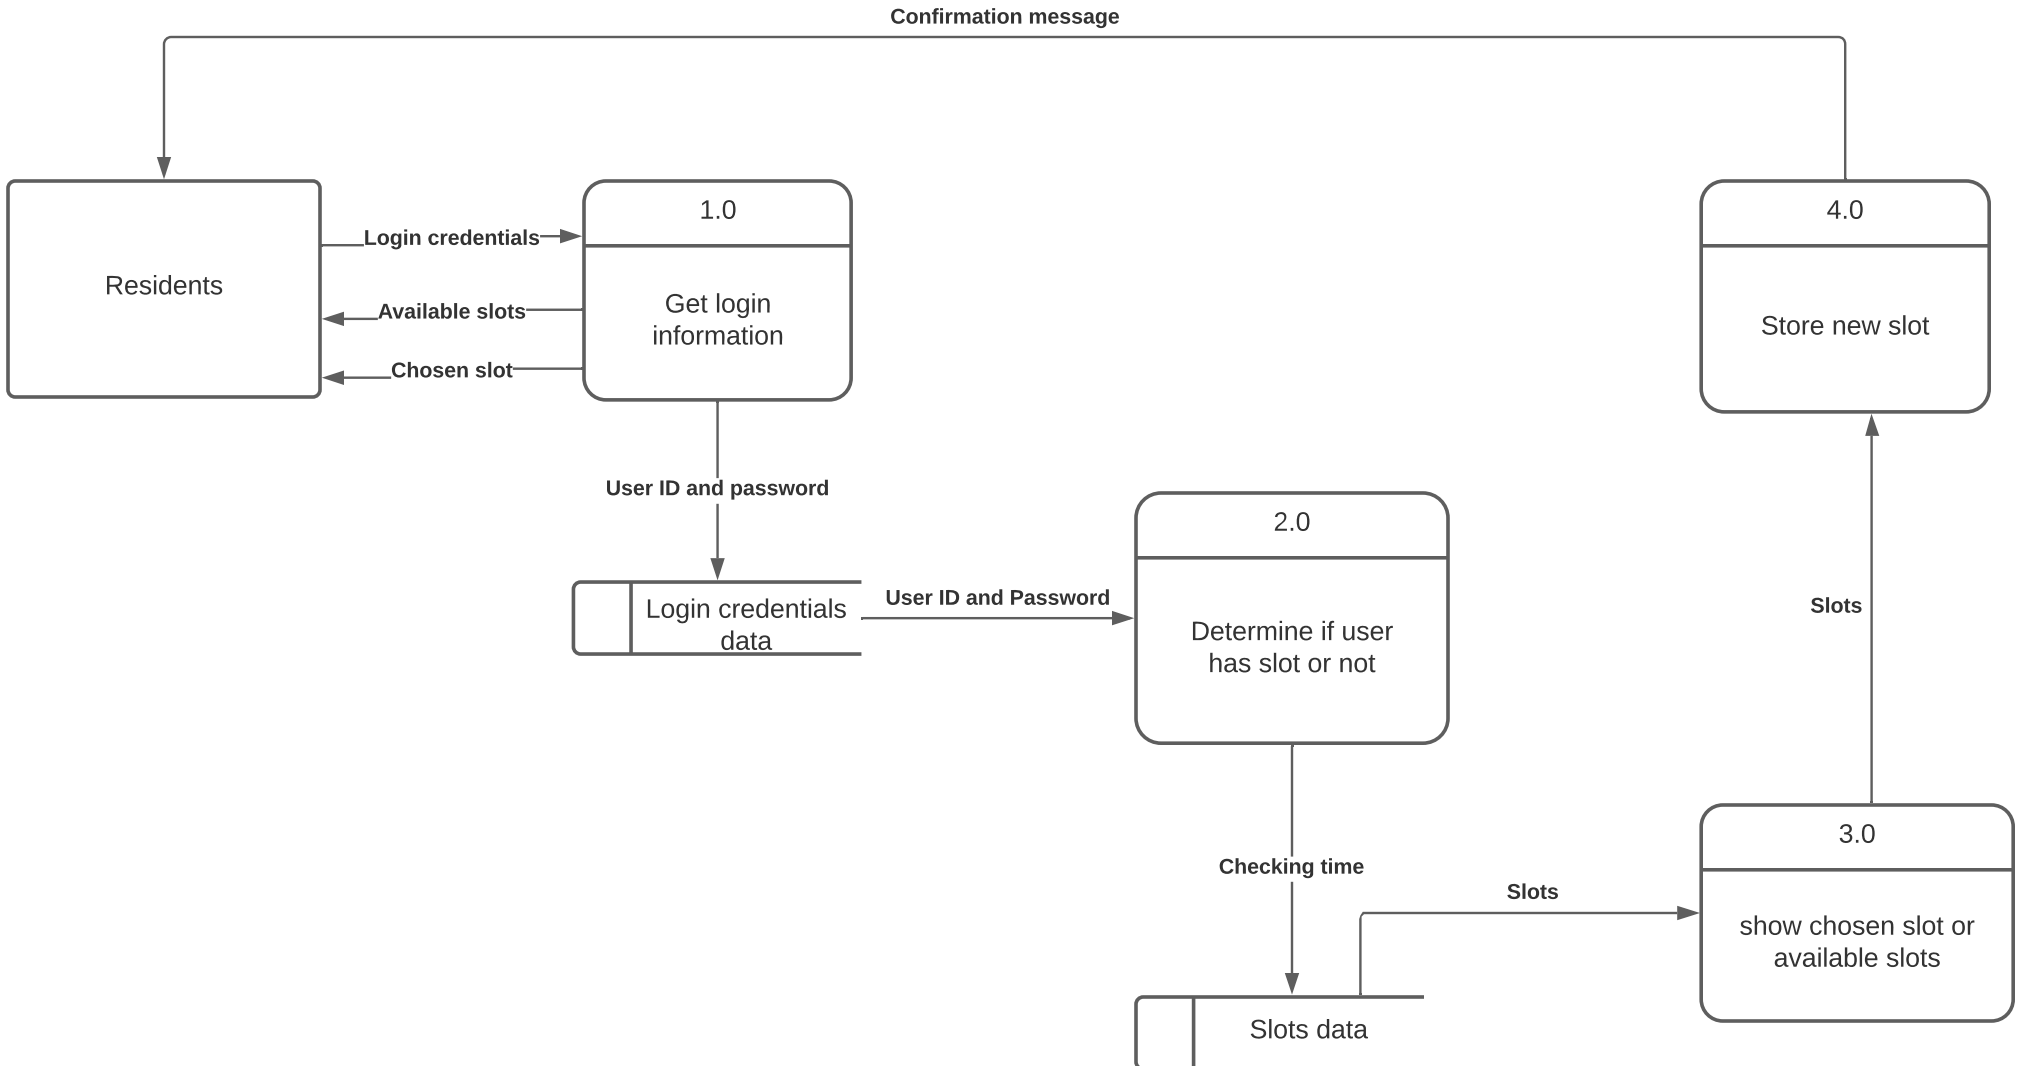 Confirmation message
Residents
Login credentials
Available slots
Chosen slot
1.0
Get login
information
4.0
Store new slot
User ID and password
Login credentials
data
User ID and Password
2.0
Determine if user
has slot or not
Slots
Checking time
Slots
3.0
show chosen slot or
available slots
Slots data